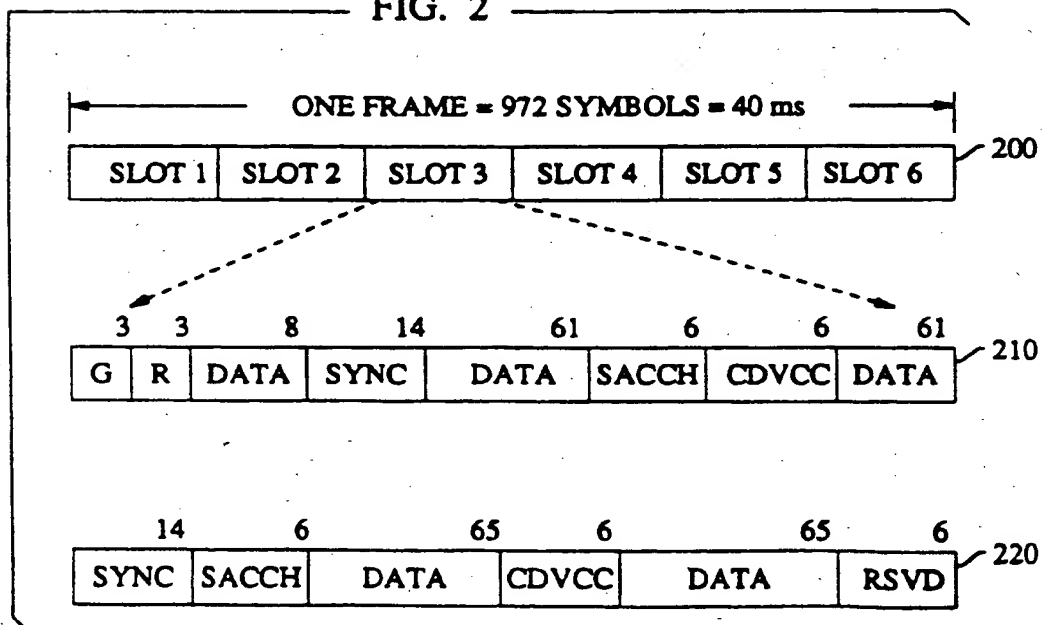 FIG. 2
ONE FRAME = 972 SYMBOLS = 40 ms
SLOT 1 SLOT 2 SLOT 3 SLOT 4 SLOT 5 SLOT 6 200
3 3 8 14 61 6 6 61
G R DATA SYNC DATA SACCH CDVCC DATA 210
14 6 65 6 65 6
SYNC SACCH DATA CDVCC DATA RSVD 220